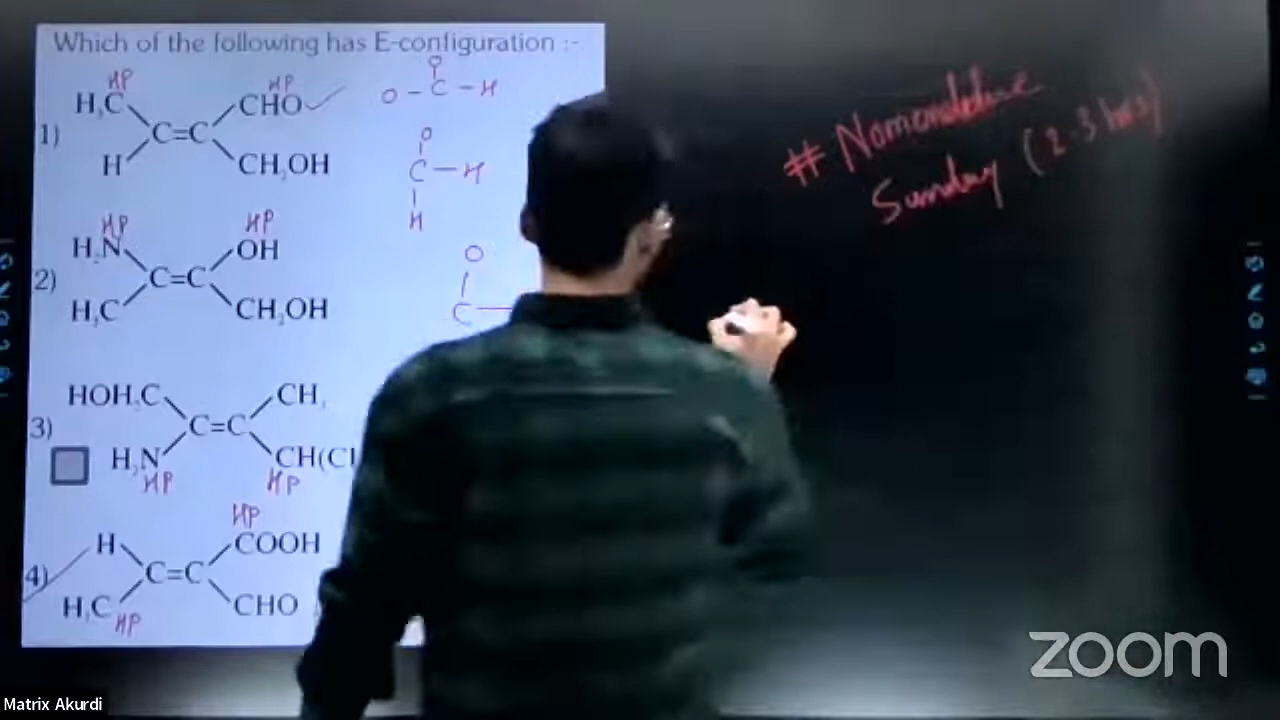 Which of the following has E-configuration :-
HP HP
H₃C CHO
1) C=C
H CH₂OH
O
O - C - H
O
C - H
H
HP HP
H₂N OH
2) C=C
H₃C CH₂OH
O
C
HOH₂C CH₃
3) C=C
H₂N CH(C
HP HP
HP
H COOH
4) C=C
H₃C CHO
HP
#
Sunday (2-3 hrs)
zoom
Matrix Akurdi